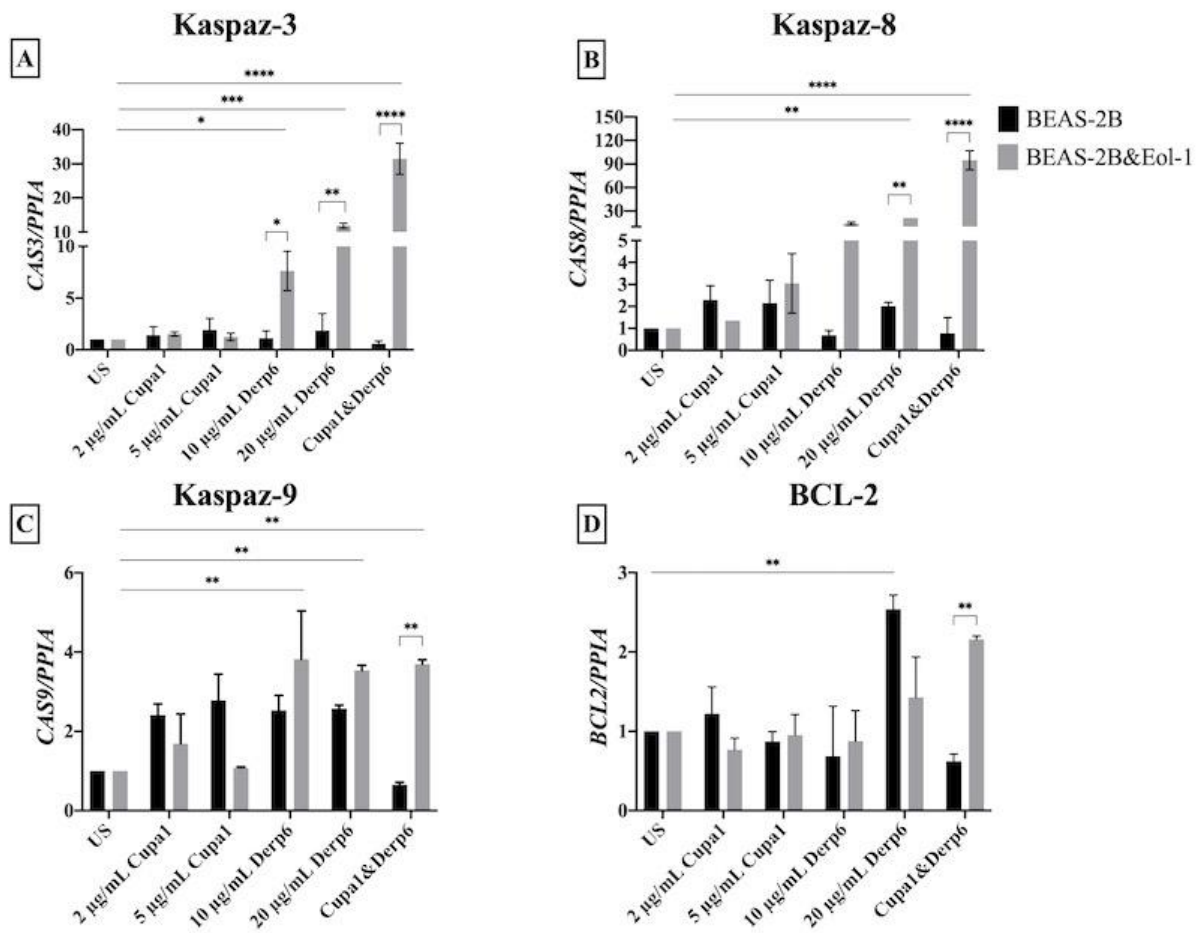 Kaspaz-3
A
****
***
*
****
**
*
CAS3/PPIA
40
30
20
10
10
5
0
US
2 µg/mL Cupa1
5 µg/mL Cupa1
10 µg/mL Derp6
20 µg/mL Derp6
Cupa1&Derp6
Kaspaz-8
B
****
**
****
**
CAS8/PPIA
150
120
90
60
30
5
4
3
2
1
0
US
2 µg/mL Cupa1
5 µg/mL Cupa1
10 µg/mL Derp6
20 µg/mL Derp6
Cupa1&Derp6
BEAS-2B
BEAS-2B&Eol-1
Kaspaz-9
C
**
**
**
**
CAS9/PPIA
6
4
2
0
US
2 µg/mL Cupa1
5 µg/mL Cupa1
10 µg/mL Derp6
20 µg/mL Derp6
Cupa1&Derp6
BCL-2
D
**
**
BCL2/PPIA
3
2
1
0
US
2 µg/mL Cupa1
5 µg/mL Cupa1
10 µg/mL Derp6
20 µg/mL Derp6
Cupa1&Derp6